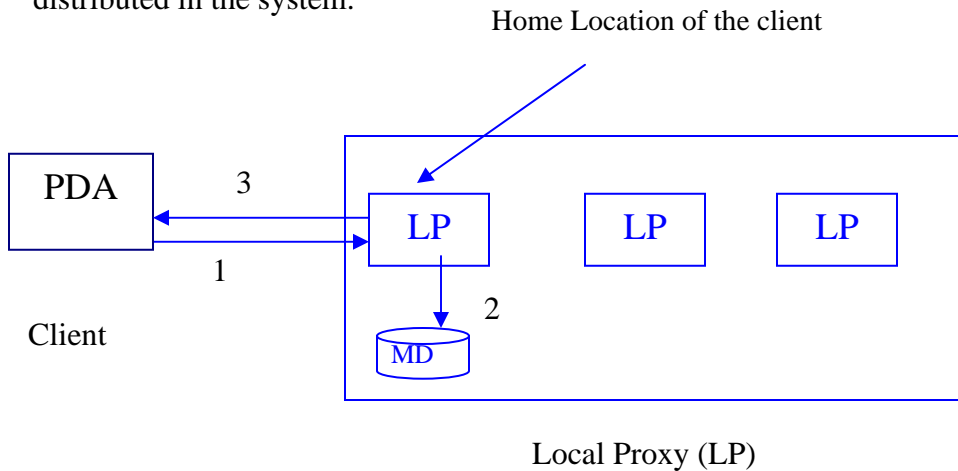 distributed in the system.
Home Location of the client
PDA
3
LP
LP
LP
1
2
Client
MD
Local Proxy (LP)